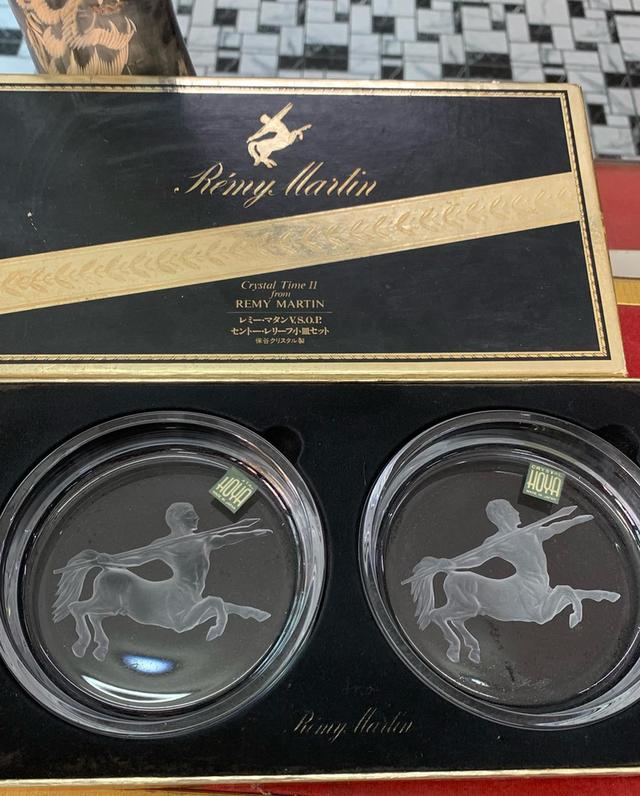 Rémy Martin
Crystal Time II
from
REMY MARTIN
レミー・マタンV.S.O.P.
セントー・レリーフ小皿セット
保谷クリスタル製
HOYA
CRYSTAL
HOYA
Rémy Martin